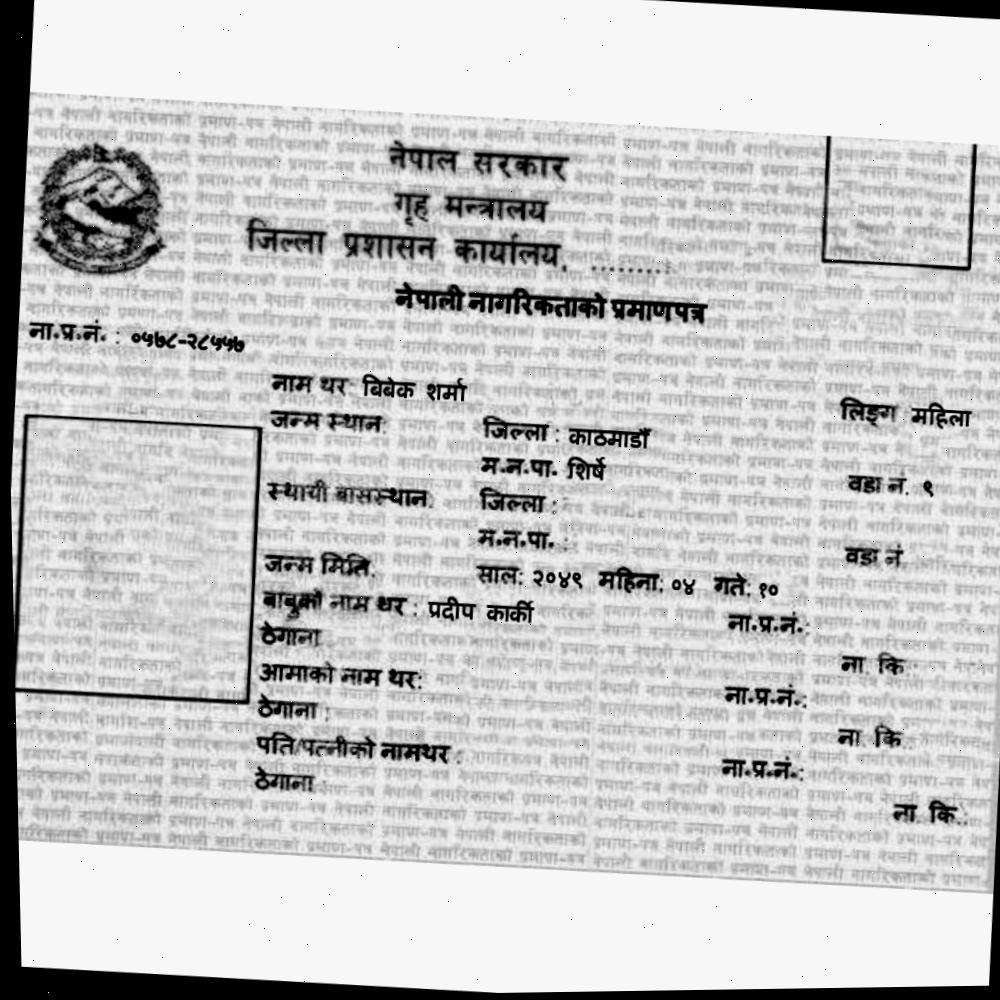 नेपाल सरकार
गृह मन्त्रालय
जिल्ला प्रशासन कार्यालय, ..........
नेपाली नागरिकताको प्रमाणपत्र
ना.प्र.नं. : ०५७८-२८५५७
नाम थर: बिबेक शर्मा लिङ्ग : महिला
जन्म स्थान: जिल्ला : काठमाडौं
म.न.पा. शिर्षे वडा नं. ९
स्थायी बासस्थान: जिल्ला :
म.न.पा. : वडा नं.
जन्म मिति: साल: २०४९ महिना: ०४ गते: १०
बाबुको नाम थर : प्रदीप कार्की ना.प्र.नं.:
ठेगाना : ना. कि :
आमाको नाम थर: ना.प्र.नं.:
ठेगाना : ना. कि.:
पति/पत्नीको नामथर : ना.प्र.नं.:
ठेगाना : ना. कि.: